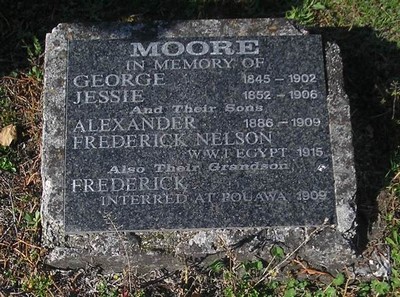 MOORE
IN MEMORY OF
GEORGE 1845 - 1902
JESSIE 1852 - 1906
And Their Sons
ALEXANDER 1886 - 1909
FREDERICK NELSON
W.W.I EGYPT 1915
Also Their Grandson
FREDERICK
INTERRED AT POUAWA 1909